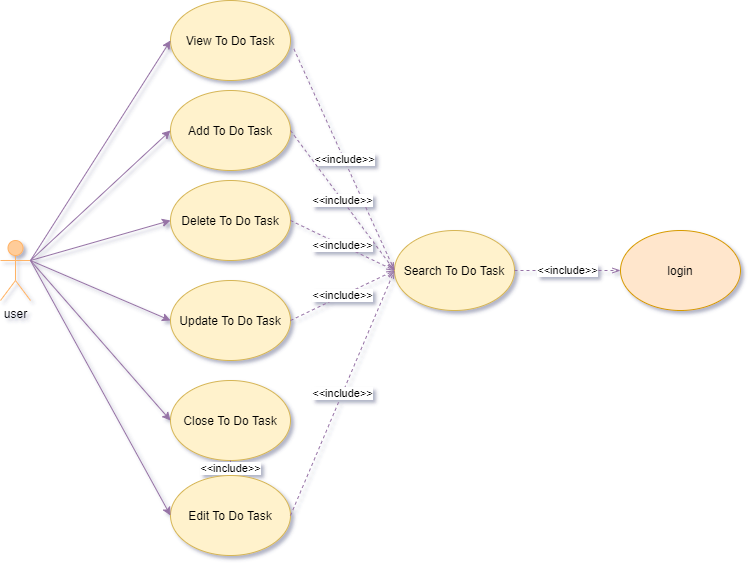 View To Do Task
Add To Do Task
<<include>>
<<include>>
Delete To Do Task
<<include>>
Search To Do Task
<<include>>
login
user
<<include>>
Update To Do Task
<<include>>
Close To Do Task
<<include>>
Edit To Do Task